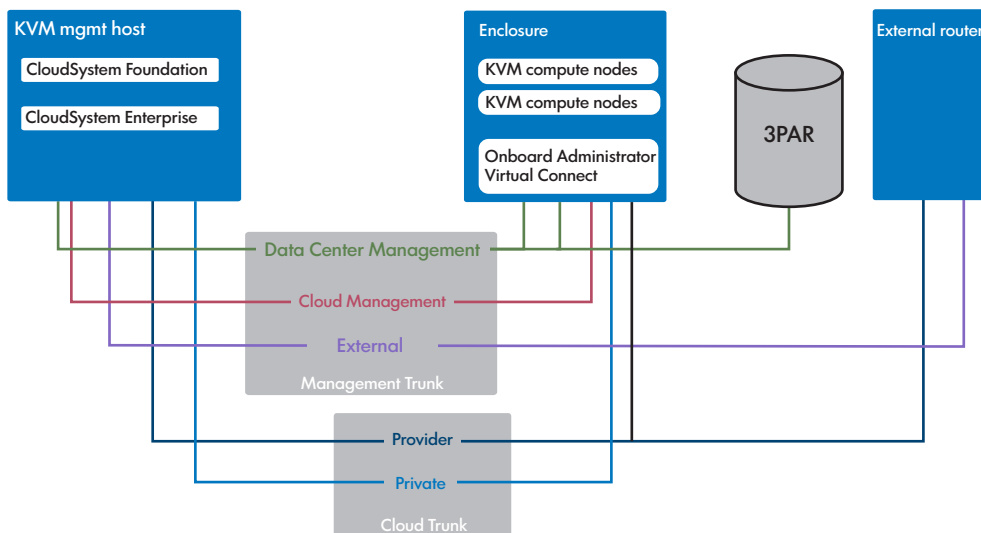 KVM mgmt host
CloudSystem Foundation
CloudSystem Enterprise
Enclosure
KVM compute nodes
KVM compute nodes
Onboard Administrator
Virtual Connect
3PAR
External router
Data Center Management
Cloud Management
External
Management Trunk
Provider
Private
Cloud Trunk